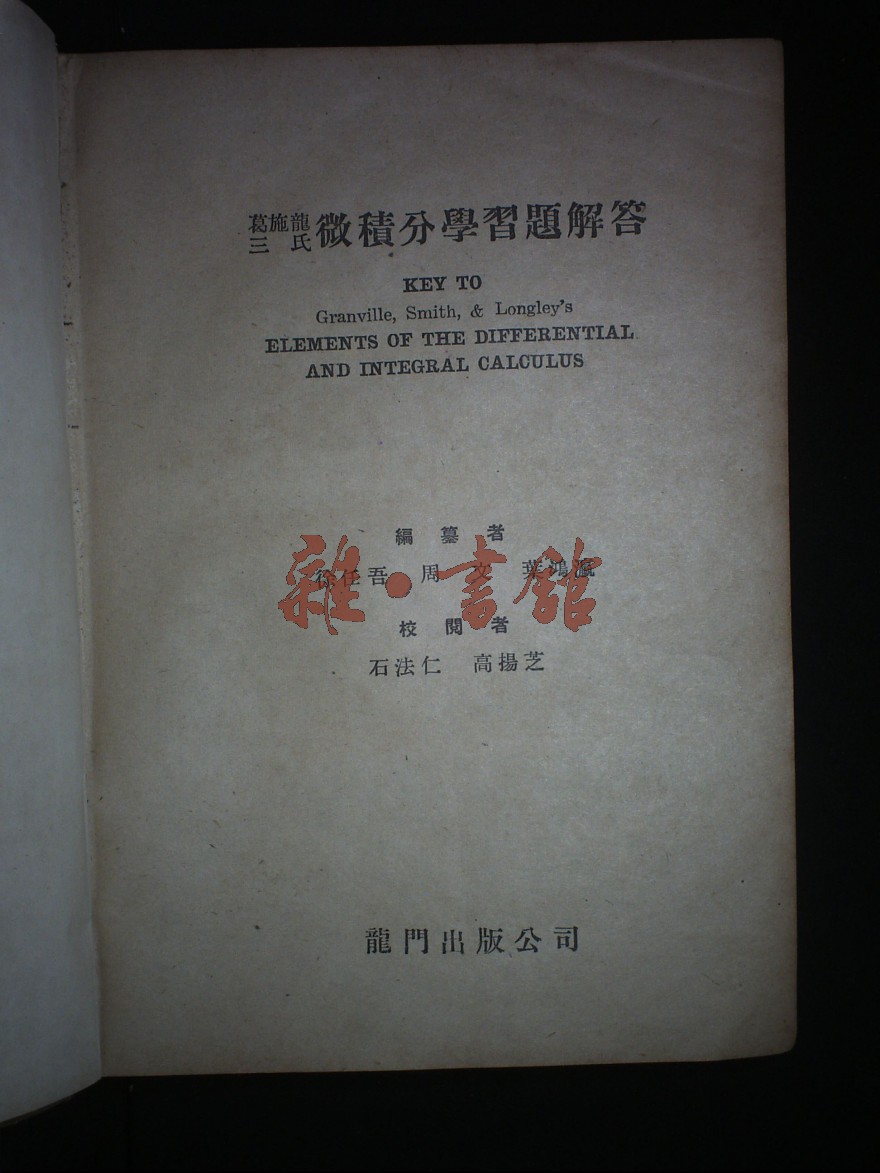 葛施龍
三氏微積分學習題解答
KEY TO
Granville, Smith, & Longley's
ELEMENTS OF THE DIFFERENTIAL
AND INTEGRAL CALCULUS
編纂者
徐任吾 周文 葉鴻瀛
雜·書館
校閱者
石法仁 高揚芝
龍門出版公司